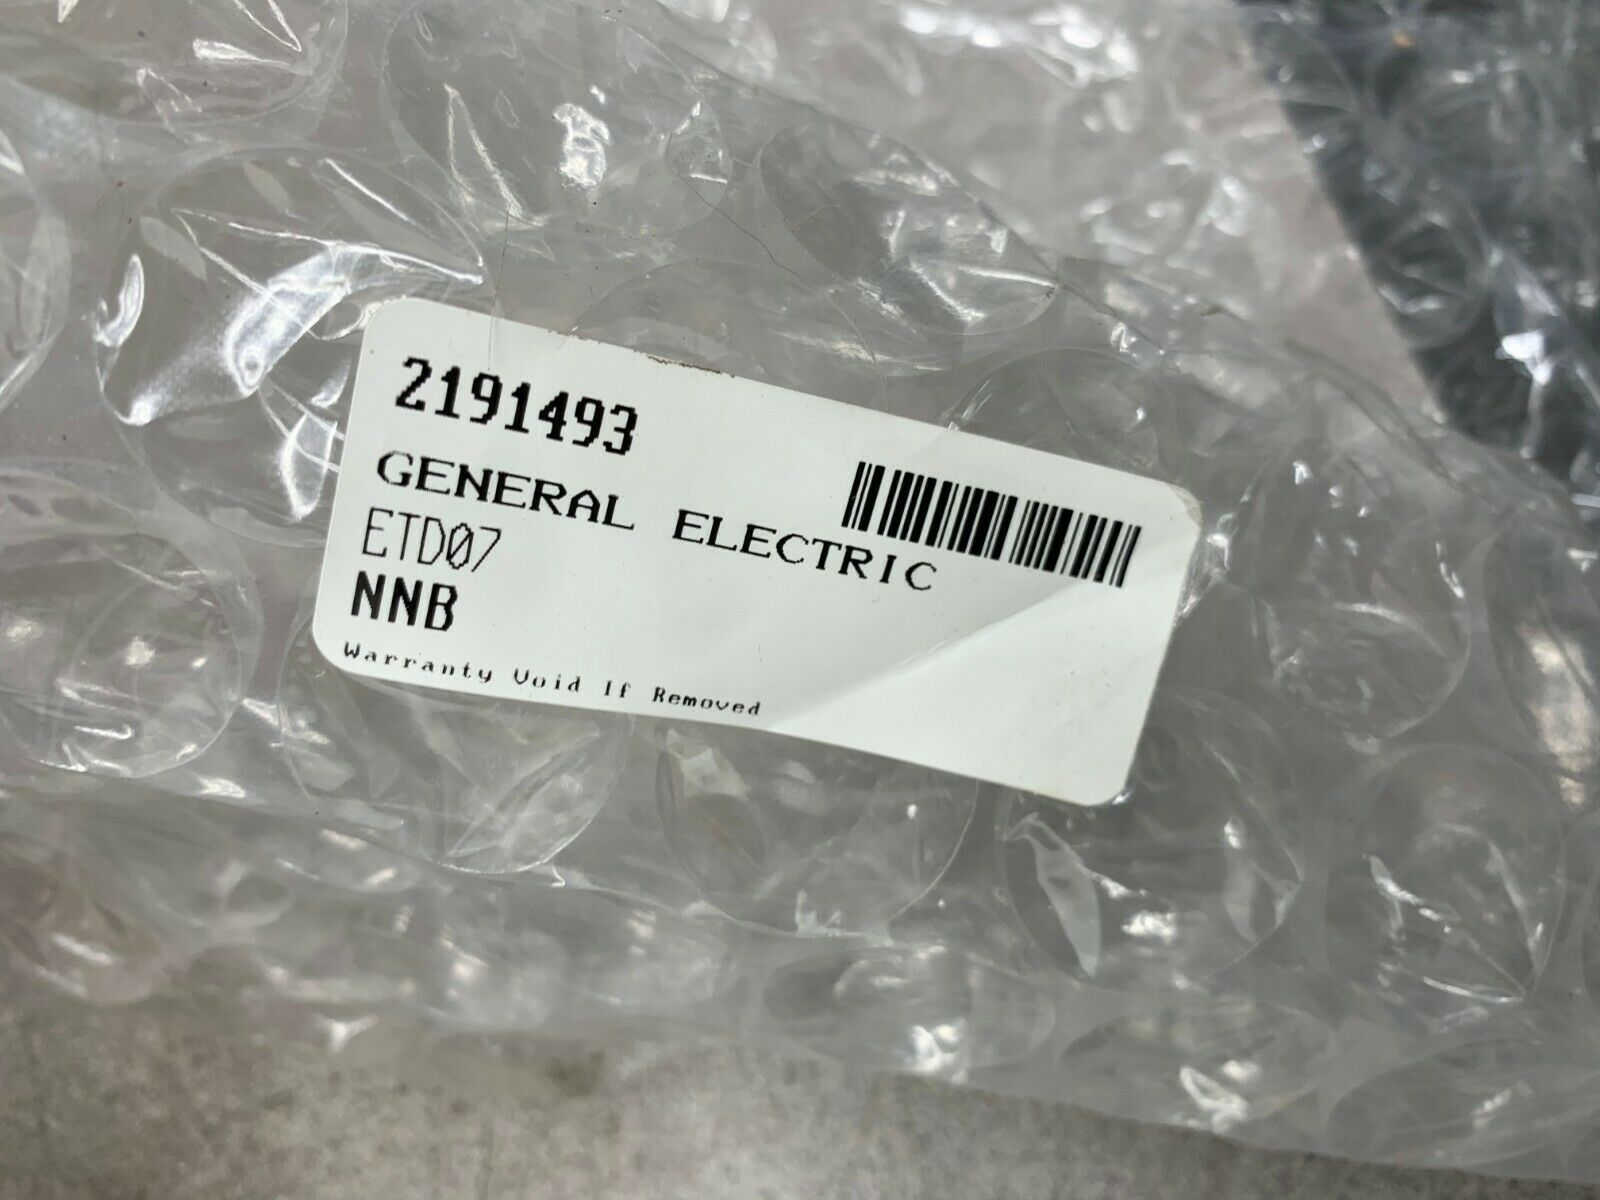 2191493
GENERAL ELECTRIC
ETD07
NNB
Warranty Void If Removed